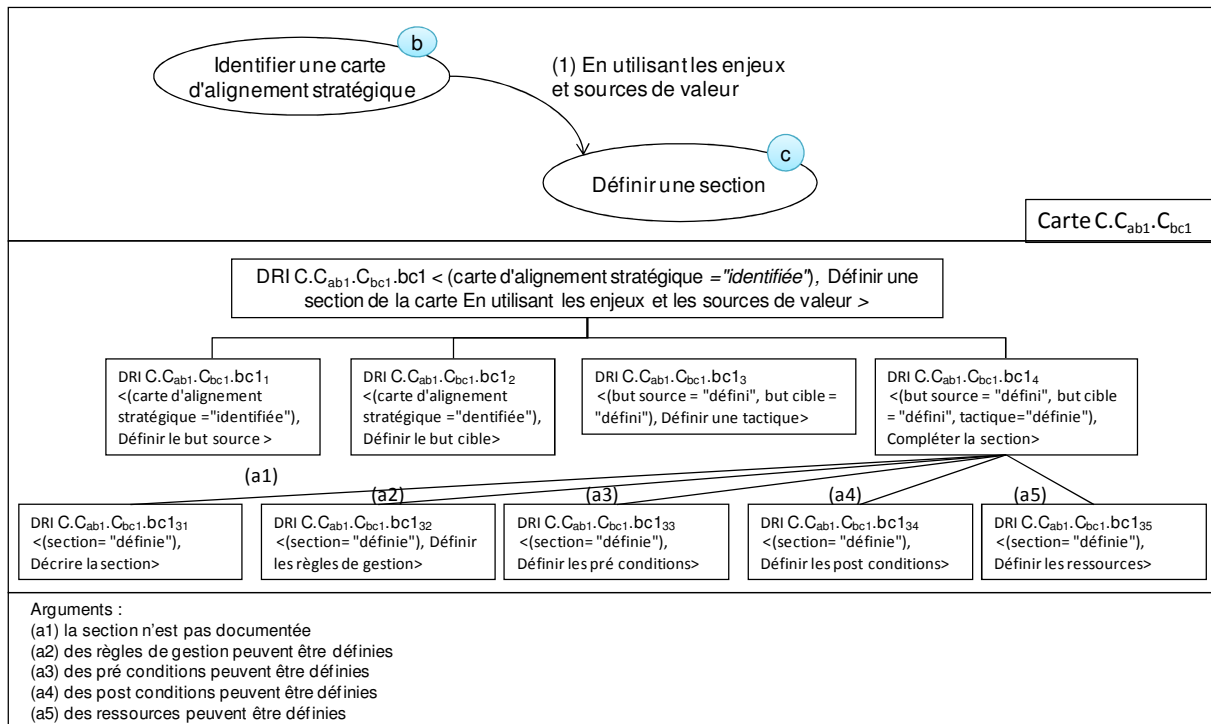 b
Identifier une carte
d'alignement stratégique
(1) En utilisant les enjeux
et sources de valeur
c
Définir une section
Carte C.Cab1.Cbc1
DRI C.Cab1.Cbc1.bc1 < (carte d'alignement stratégique ="identifiée"), Définir une
section de la carte En utilisant les enjeux et les sources de valeur >
DRI C.Cab1.Cbc1.bc11
<(carte d'alignement
stratégique ="identifiée"),
Définir le but source >
DRI C.Cab1.Cbc1.bc12
<(carte d'alignement
stratégique ="dentifiée"),
Définir le but cible>
DRI C.Cab1.Cbc1.bc13
<(but source = "défini", but cible =
"défini"), Définir une tactique>
DRI C.Cab1.Cbc1.bc14
<(but source = "défini", but cible
= "défini", tactique="définie"),
Compléter la section>
(a1)
(a2)
(a3)
(a4)
(a5)
DRI C.Cab1.Cbc1.bc131
<(section= "définie"),
Décrire la section>
DRI C.Cab1.Cbc1.bc132
<(section= "définie"), Définir
les règles de gestion>
DRI C.Cab1.Cbc1.bc133
<(section= "définie"),
Définir les pré conditions>
DRI C.Cab1.Cbc1.bc134
<(section= "définie"),
Définir les post conditions>
DRI C.Cab1.Cbc1.bc135
<(section= "définie"),
Définir les ressources>
Arguments :
(a1) la section n'est pas documentée
(a2) des règles de gestion peuvent être définies
(a3) des pré conditions peuvent être définies
(a4) des post conditions peuvent être définies
(a5) des ressources peuvent être définies